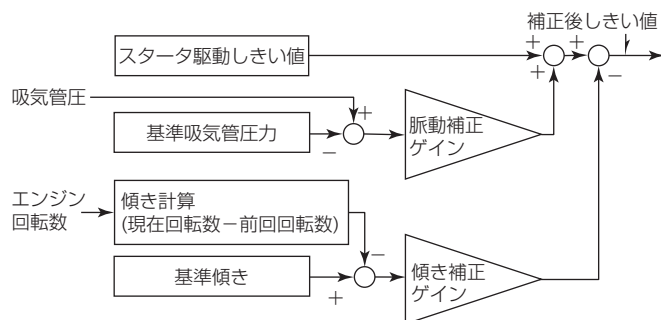 補正後しきい値
スタータ駆動しきい値
+
+
+
−
吸気管圧
+
基準吸気管圧力
−
脈動補正
ゲイン
エンジン
回転数
傾き計算
(現在回転数−前回回転数)
−
基準傾き
+
傾き補正
ゲイン